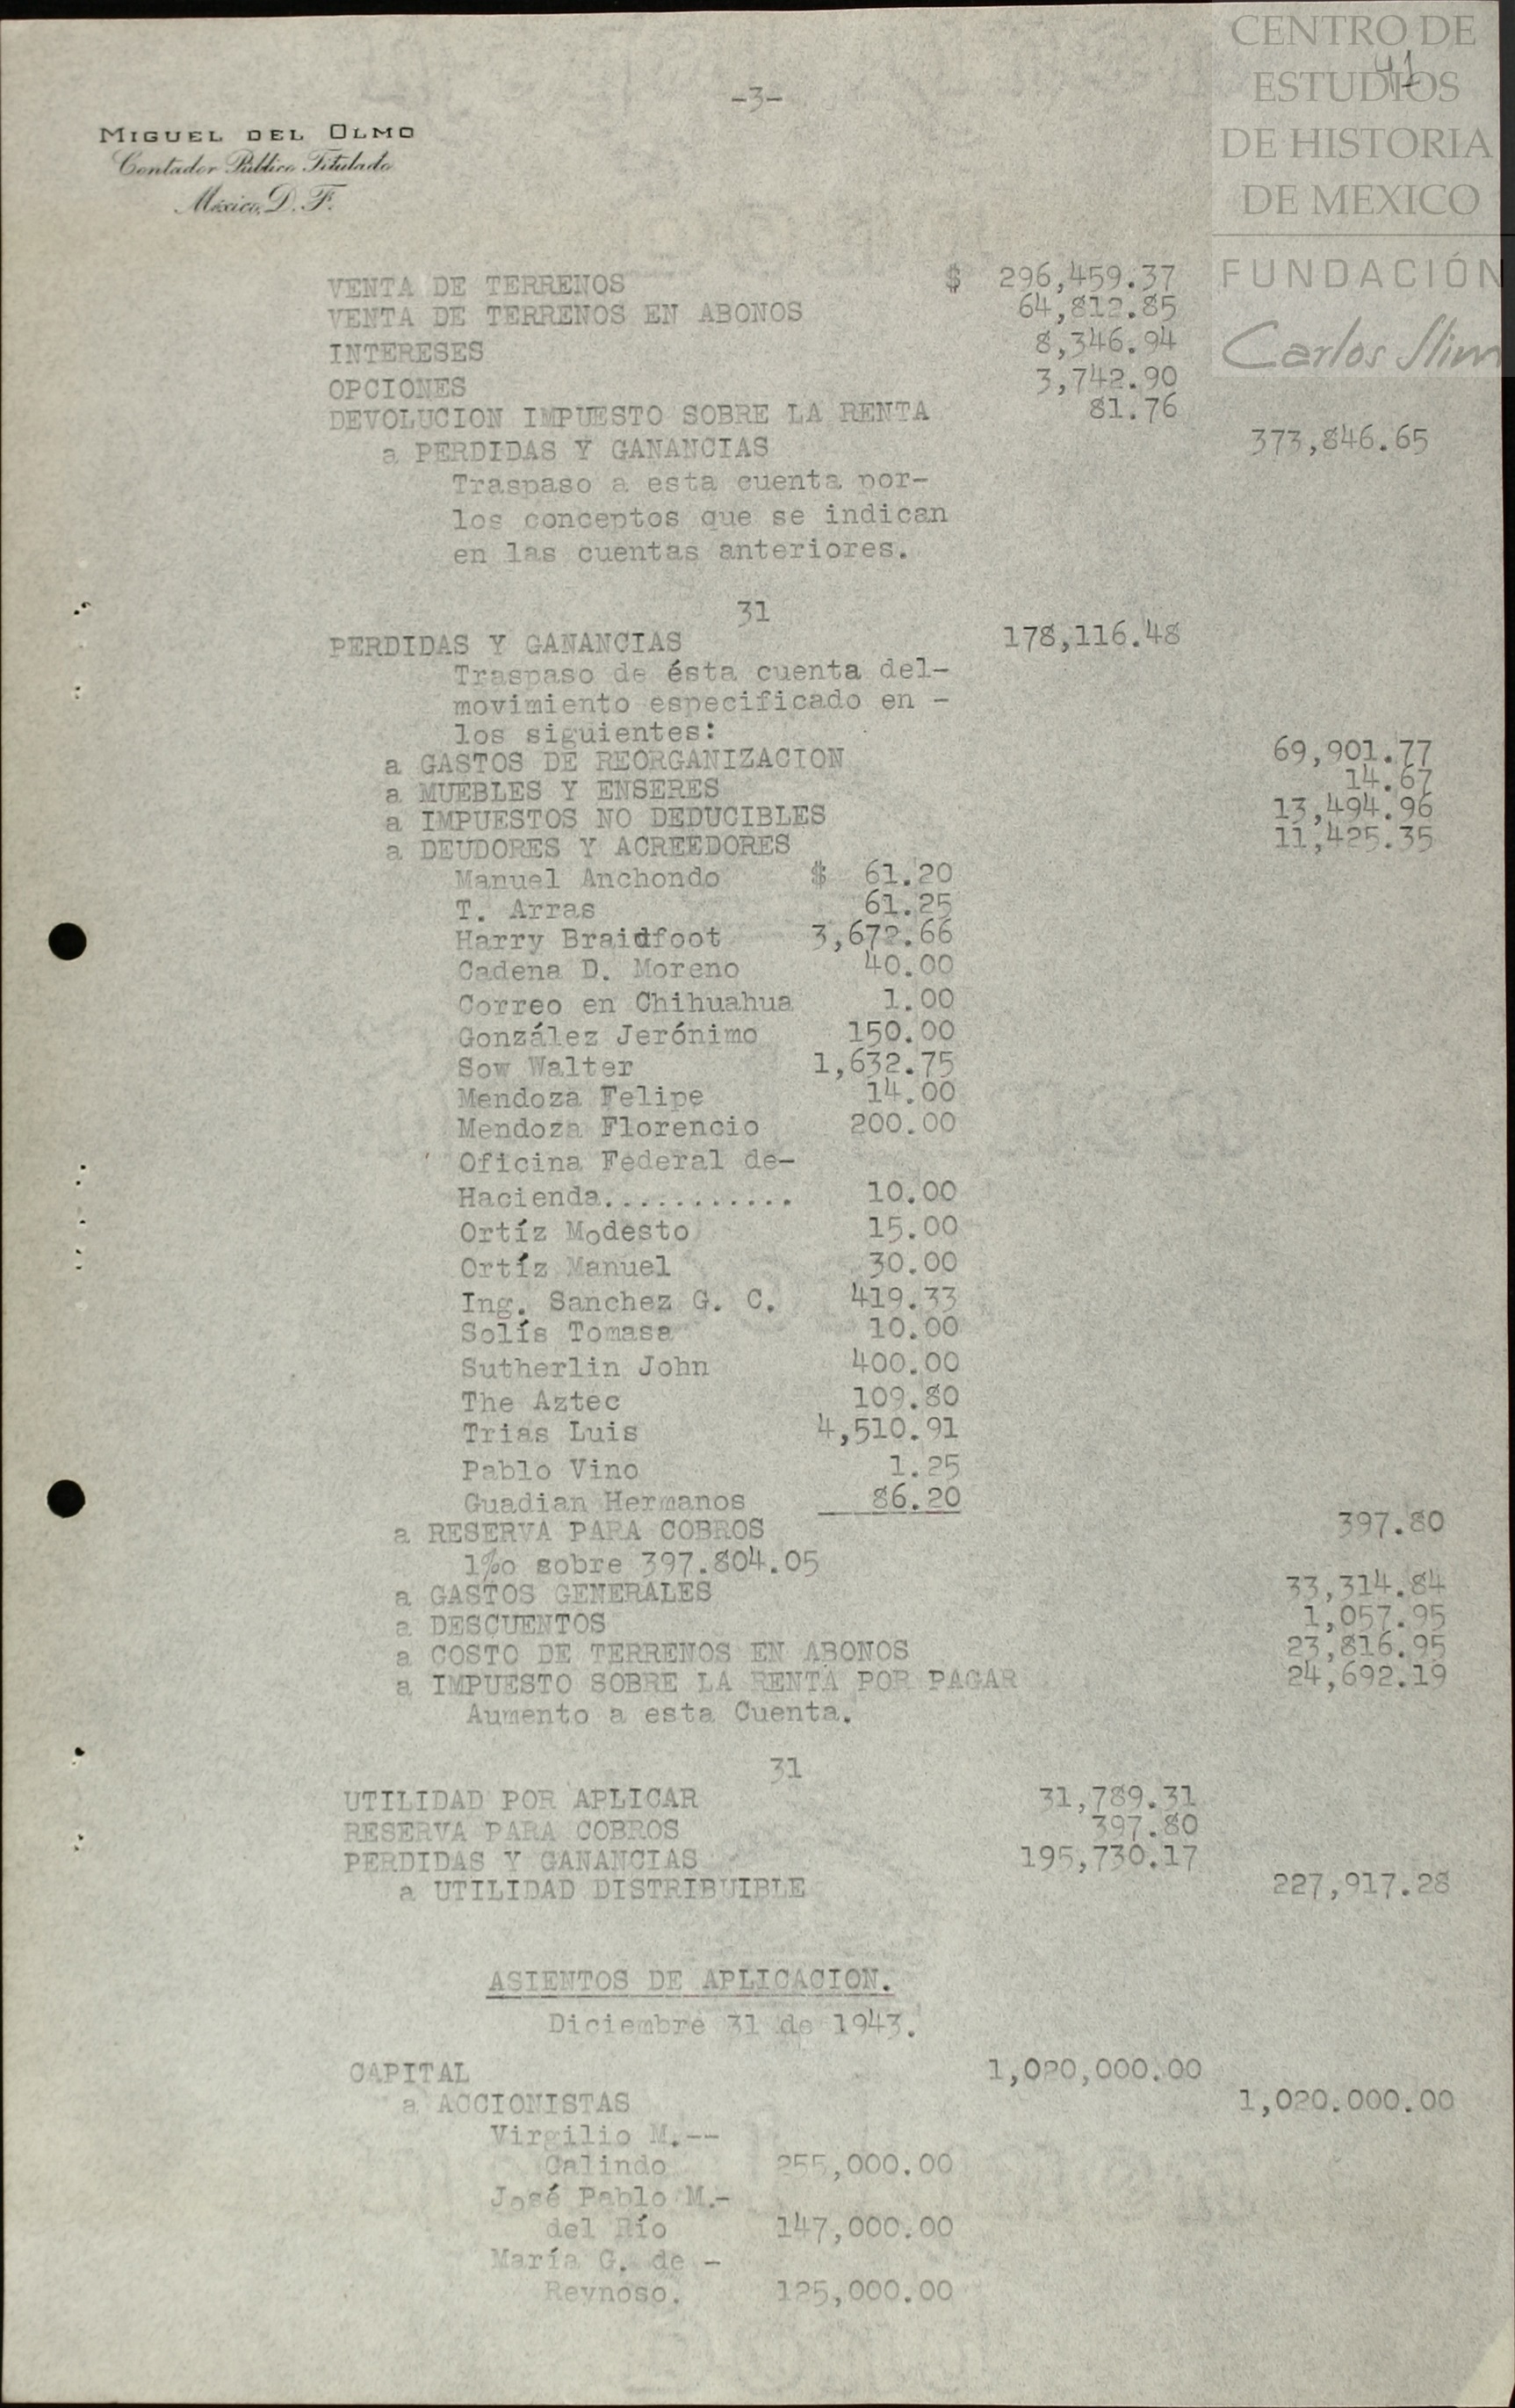 CENTRO DE
ESTUDIOS
DE HISTORIA
DE MEXICO
FUNDACIÓN
Carlos Slim
41
-3-
MIGUEL DEL OLMO
Contador Público Titulado
México, D. F.
VENTA DE TERRENOS $ 296,459.37
VENTA DE TERRENOS EN ABONOS 64,812.85
INTERESES 8,346.94
OPCIONES 3,742.90
DEVOLUCION IMPUESTO SOBRE LA RENTA 81.76
a PERDIDAS Y GANANCIAS 373,846.65
Traspaso a esta cuenta por-
los conceptos que se indican
en las cuentas anteriores.
31
PERDIDAS Y GANANCIAS 178,116.48
Traspaso de ésta cuenta del-
movimiento especificado en -
los siguientes:
a GASTOS DE REORGANIZACION 69,901.77
a MUEBLES Y ENSERES 14.67
a IMPUESTOS NO DEDUCIBLES 13,494.96
a DEUDORES Y ACREEDORES 11,425.35
Manuel Anchondo $ 61.20
T. Arras 61.25
Harry Braidfoot 3,672.66
Cadena D. Moreno 40.00
Correo en Chihuahua 1.00
González Jerónimo 150.00
Sow Walter 1,632.75
Mendoza Felipe 14.00
Mendoza Florencio 200.00
Oficina Federal de-
Hacienda........... 10.00
Ortíz Modesto 15.00
Ortíz Manuel 30.00
Ing. Sanchez G. C. 419.33
Solís Tomasa 10.00
Sutherlin John 400.00
The Aztec 109.80
Trias Luis 4,510.91
Pablo Vino 1.25
Guadian Hermanos 86.20
a RESERVA PARA COBROS 397.80
1%o sobre 397.804.05
a GASTOS GENERALES 33,314.84
a DESCUENTOS 1,057.95
a COSTO DE TERRENOS EN ABONOS 23,816.95
a IMPUESTO SOBRE LA RENTA POR PAGAR 24,692.19
Aumento a esta Cuenta.
31
UTILIDAD POR APLICAR 31,789.31
RESERVA PARA COBROS 397.80
PERDIDAS Y GANANCIAS 195,730.17
a UTILIDAD DISTRIBUIBLE 227,917.28
ASIENTOS DE APLICACION.
Diciembre 31 de 1943.
CAPITAL 1,020,000.00
a ACCIONISTAS 1,020.000.00
Virgilio M.--
Galindo 255,000.00
José Pablo M.-
del Río 147,000.00
María G. de -
Reynoso. 125,000.00